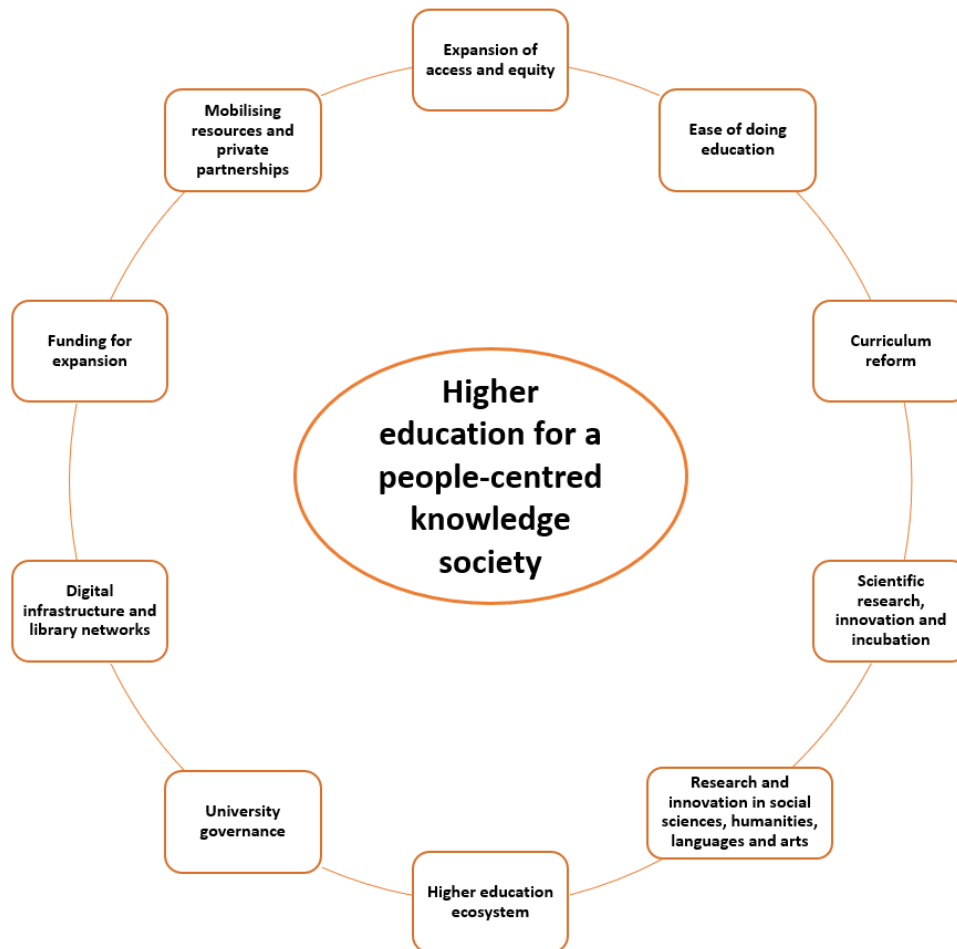 Expansion of
access and equity
Ease of doing
education
Curriculum
reform
Scientific
research,
innovation and
incubation
Research and
innovation in social
sciences, humanities,
languages and arts
Higher education
ecosystem
University
governance
Digital
infrastructure and
library networks
Funding for
expansion
Mobilising
resources and
private
partnerships
Higher
education for a
people-centred
knowledge
society